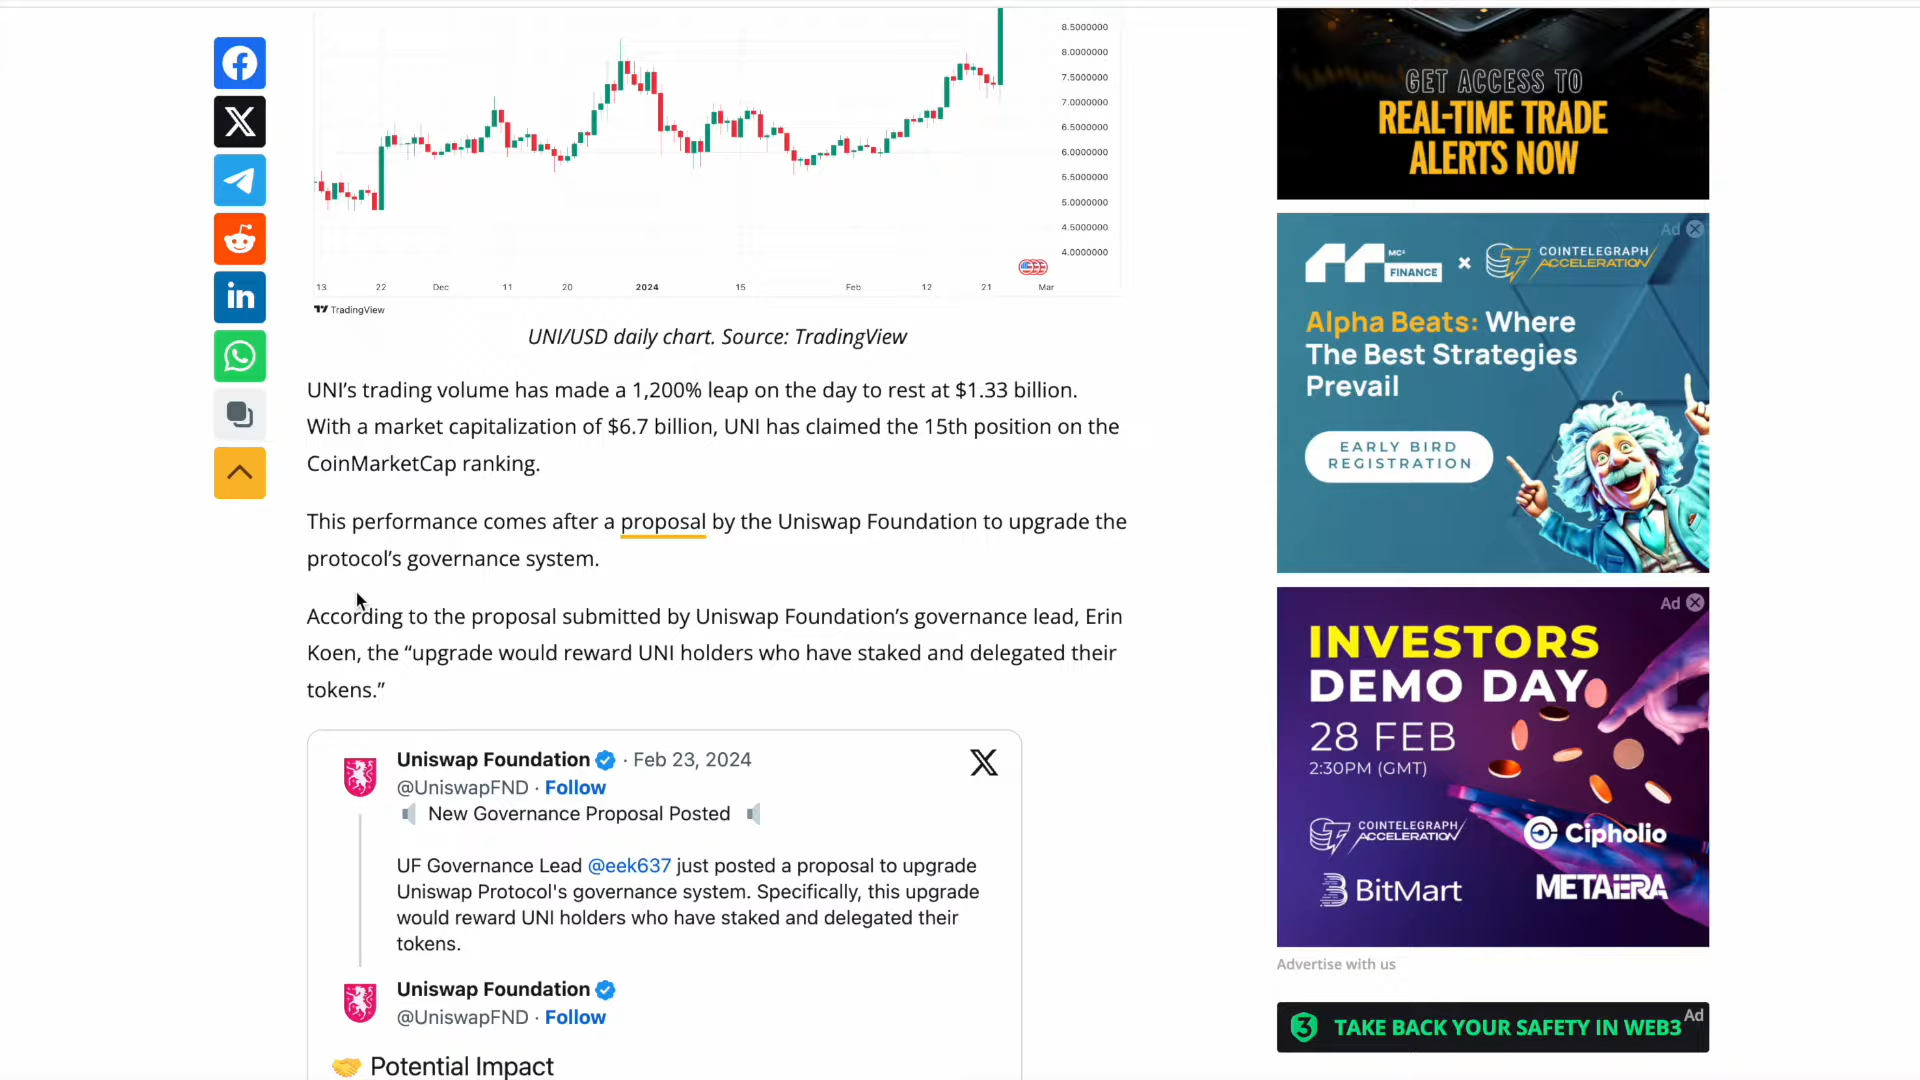 8.5000000
8.0000000
7.5000000
7.0000000
6.5000000
6.0000000
5.5000000
5.0000000
4.5000000
4.0000000
13 22 Dec 11 20 2024 15 Feb 12 21 Mar
TradingView
UNI/USD daily chart. Source: TradingView
UNI’s trading volume has made a 1,200% leap on the day to rest at $1.33 billion.
With a market capitalization of $6.7 billion, UNI has claimed the 15th position on the
CoinMarketCap ranking.
This performance comes after a proposal by the Uniswap Foundation to upgrade the
protocol’s governance system.
According to the proposal submitted by Uniswap Foundation’s governance lead, Erin
Koen, the “upgrade would reward UNI holders who have staked and delegated their
tokens.”
Uniswap Foundation · Feb 23, 2024
@UniswapFND · Follow
New Governance Proposal Posted
UF Governance Lead @eek637 just posted a proposal to upgrade
Uniswap Protocol's governance system. Specifically, this upgrade
would reward UNI holders who have staked and delegated their
tokens.
Uniswap Foundation
@UniswapFND · Follow
Potential Impact
GET ACCESS TO
REAL-TIME TRADE
ALERTS NOW
Ad
MC²
FINANCE
COINTELEGRAPH
ACCELERATION
Alpha Beats: Where
The Best Strategies
Prevail
EARLY BIRD
REGISTRATION
Ad
INVESTORS
DEMO DAY
28 FEB
2:30PM (GMT)
COINTELEGRAPH
ACCELERATION
Cipholio
BitMart
METAERA
Advertise with us
TAKE BACK YOUR SAFETY IN WEB3
Ad